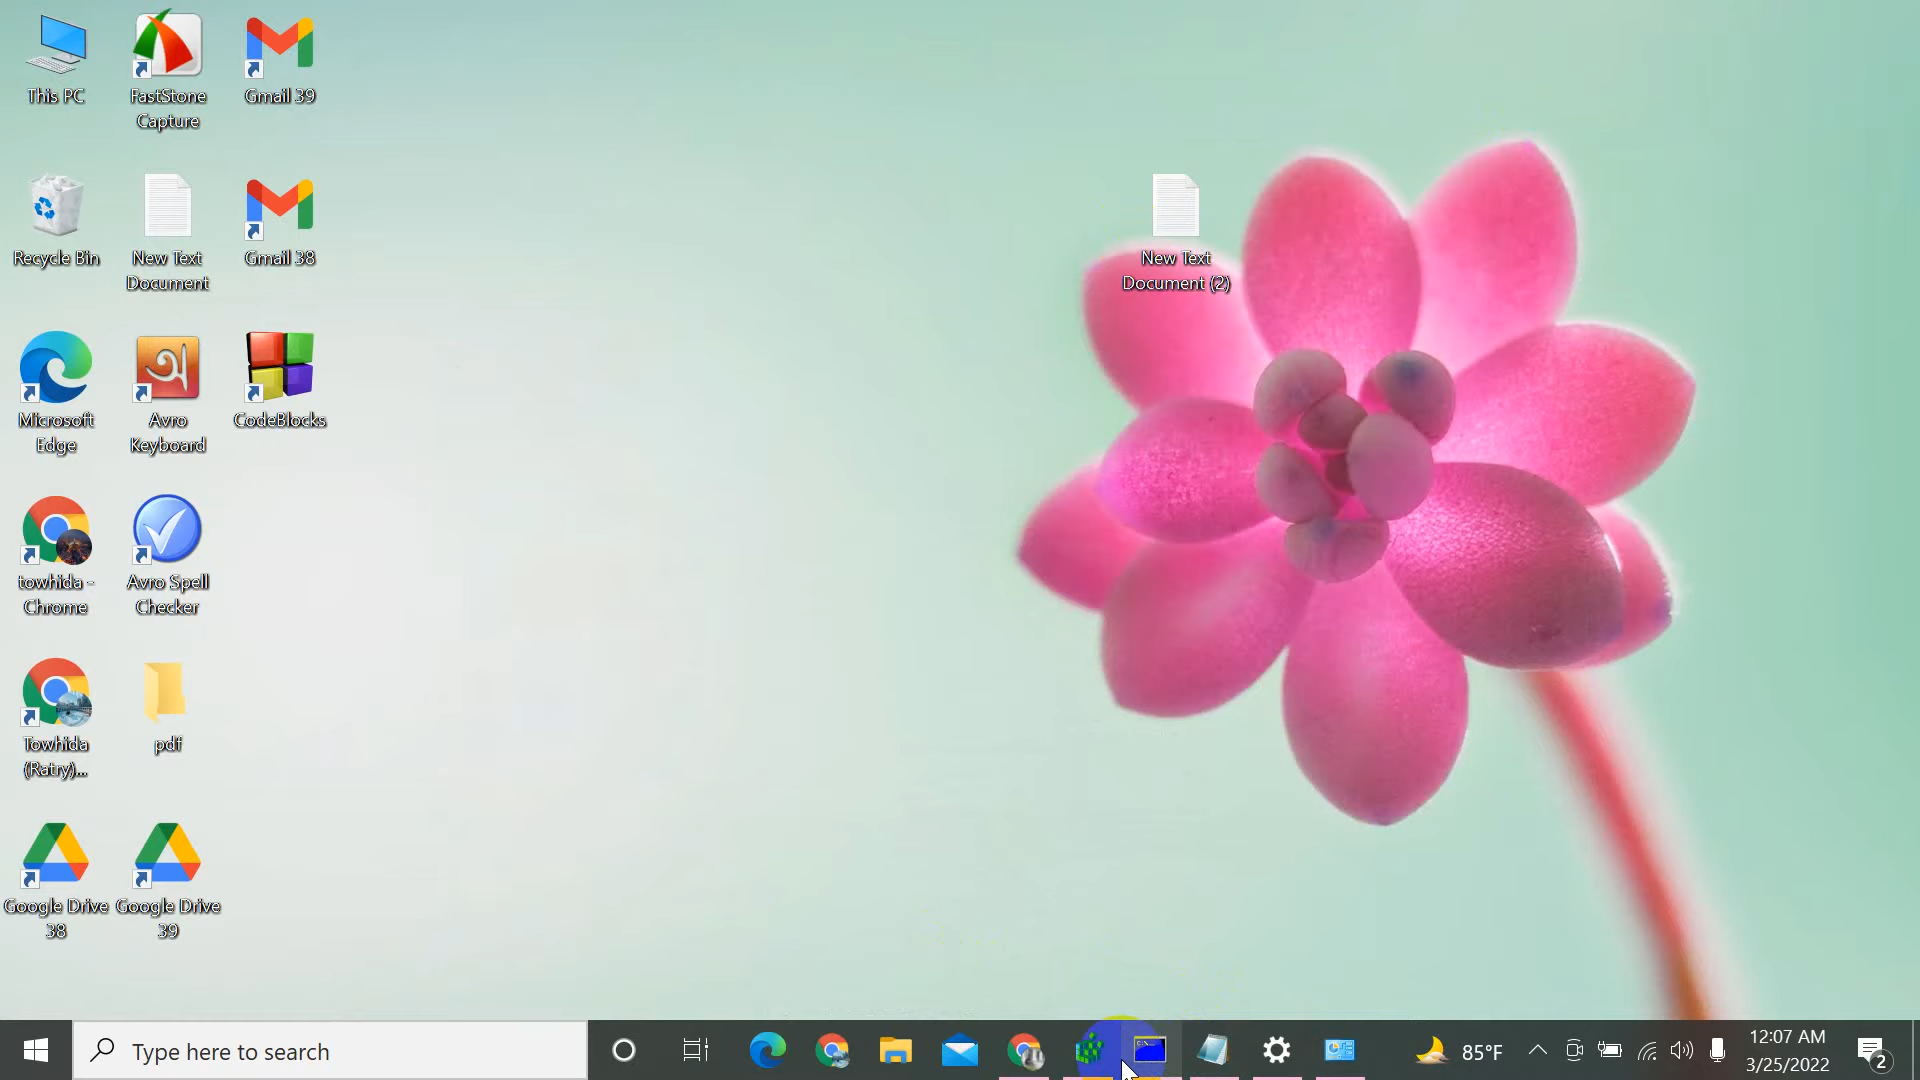 This PC
FastStone
Capture
Gmail 39
Recycle Bin
New Text
Document
Gmail 38
New Text
Document (2)
Microsoft
Edge
অ
Avro
Keyboard
CodeBlocks
towhida -
Chrome
Avro Spell
Checker
Towhida
(Ratry)...
pdf
Google Drive
38
Google Drive
39
Type here to search
85°F
12:07 AM
3/25/2022
2